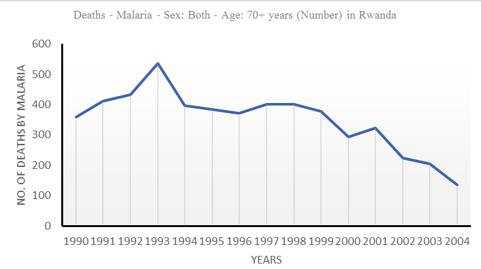 Deaths - Malaria - Sex: Both - Age: 70+ years (Number) in Rwanda
NO. OF DEATHS BY MALARIA
600
500
400
300
200
100
0
1990 1991 1992 1993 1994 1995 1996 1997 1998 1999 2000 2001 2002 2003 2004
YEARS